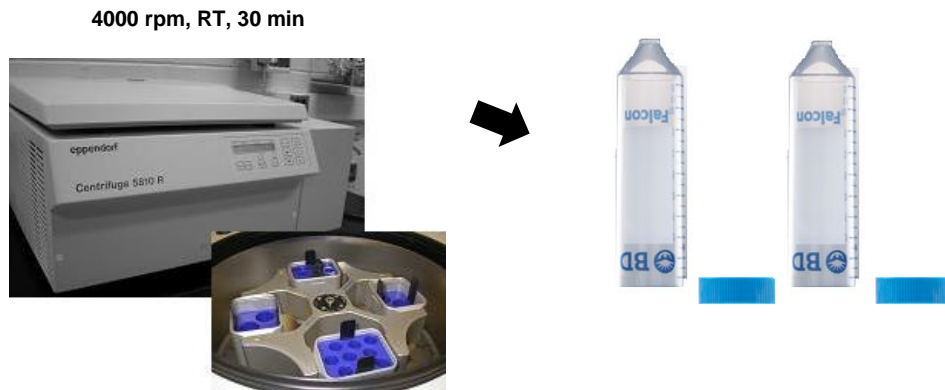 4000 rpm, RT, 30 min
eppendorf
Centrifuge 5810 R
Falcon
BD
Falcon
BD